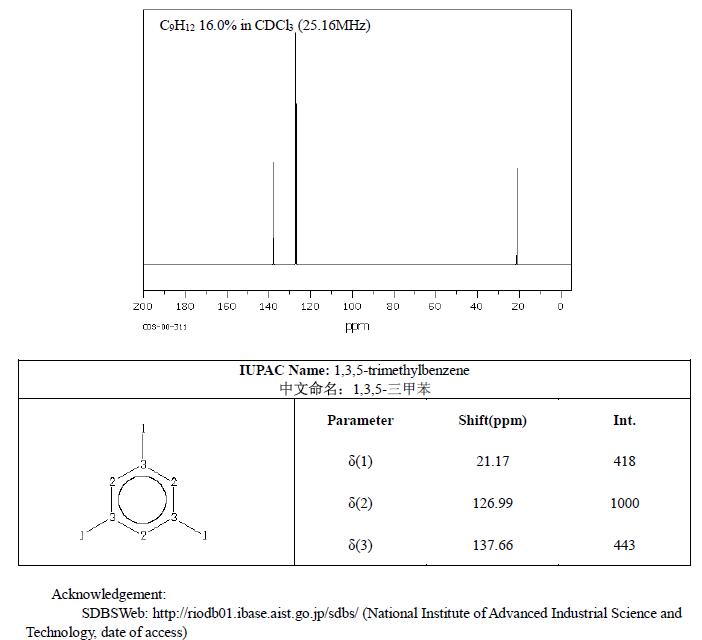 C₉H₁₂ 16.0% in CDCl₃ (25.16MHz)
200 180 160 140 120 100 80 60 40 20 0
CDS-00-311
ppm
IUPAC Name: 1,3,5-trimethylbenzene
中文命名：1,3,5-三甲苯
1
3
2 2
3 3
1 2 1
Parameter Shift(ppm) Int.
δ(1) 21.17 418
δ(2) 126.99 1000
δ(3) 137.66 443
Acknowledgement:
SDBSWeb: http://riodb01.ibase.aist.go.jp/sdbs/ (National Institute of Advanced Industrial Science and
Technology, date of access)